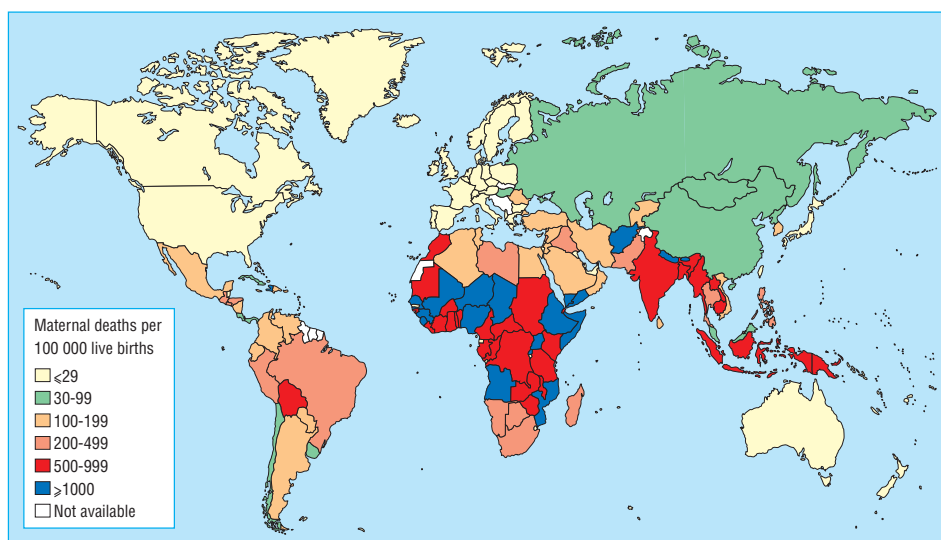 Maternal deaths per
100 000 live births
⩽29
30-99
100-199
200-499
500-999
⩾1000
Not available